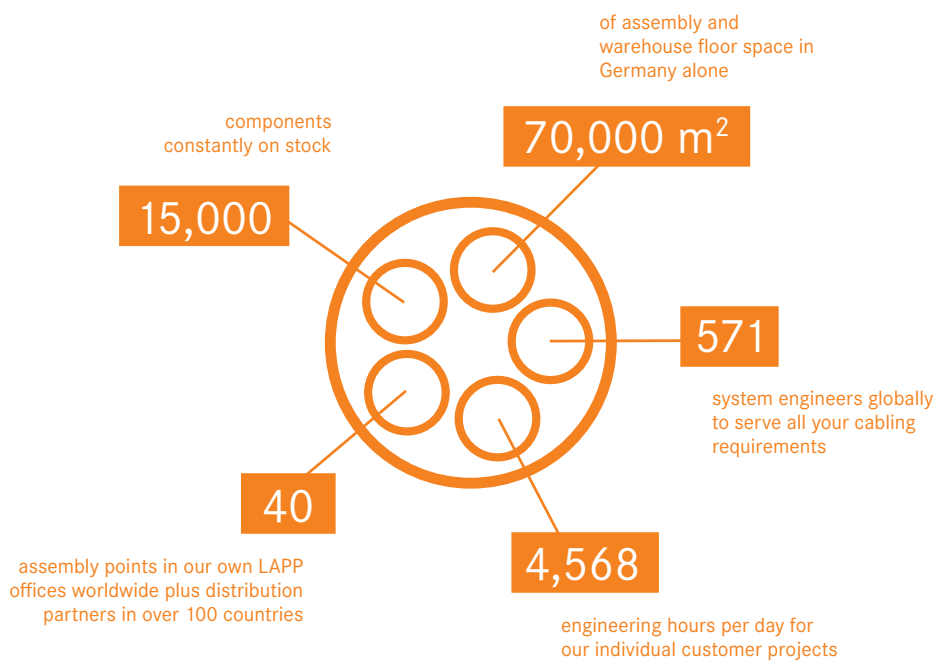 of assembly and
warehouse floor space in
Germany alone
70,000 m²
components
constantly on stock
15,000
571
system engineers globally
to serve all your cabling
requirements
40
assembly points in our own LAPP
offices worldwide plus distribution
partners in over 100 countries
4,568
engineering hours per day for
our individual customer projects